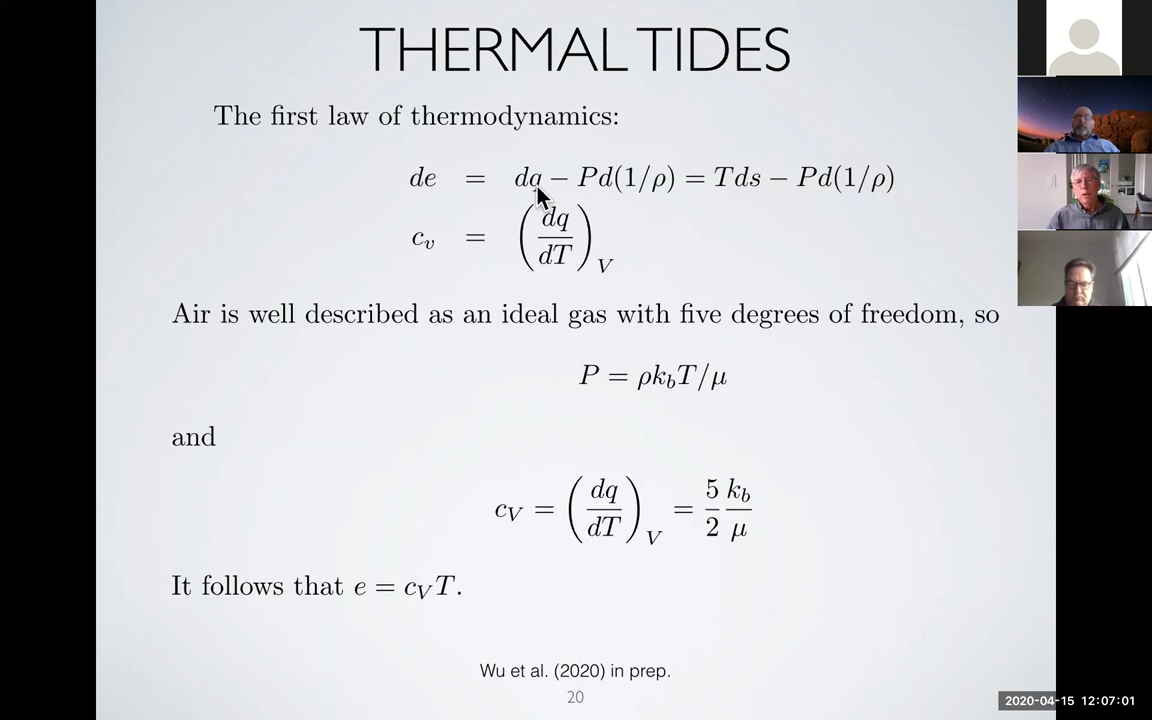 THERMAL TIDES
The first law of thermodynamics:
de = dq − Pd(1/ρ) = Tds − Pd(1/ρ)
c_v = (dq/dT)_V
Air is well described as an ideal gas with five degrees of freedom, so
P = ρk_bT/μ
and
c_V = (dq/dT)_V = 5/2 k_b/μ
It follows that e = c_VT.
Wu et al. (2020) in prep.
20
2020-04-15 12:07:01